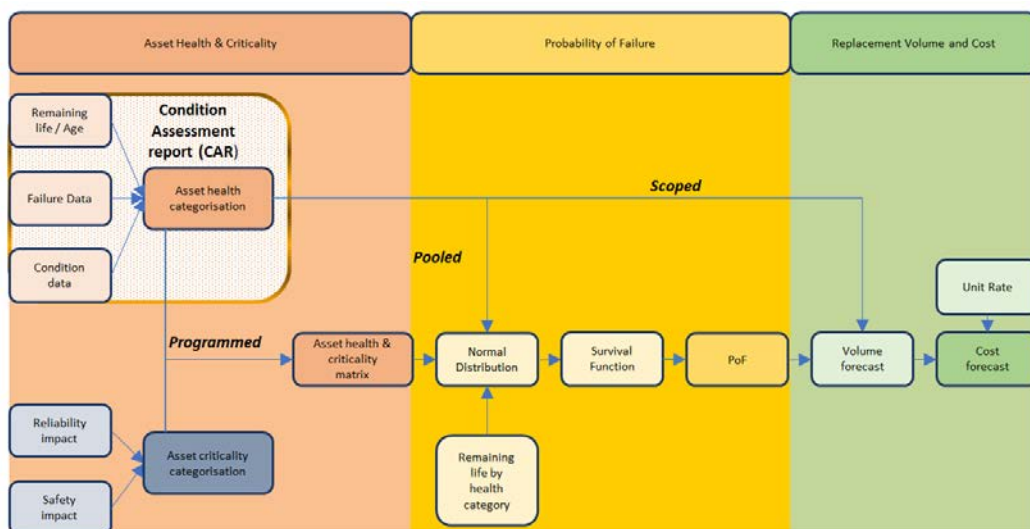 Asset Health & Criticality
Probability of Failure
Replacement Volume and Cost
Remaining
life / Age
Condition
Assessment
report (CAR)
Failure Data
Asset health
categorisation
Scoped
Pooled
Condition
data
Unit Rate
Programmed
Asset health &
criticality
matrix
Normal
Distribution
Survival
Function
PoF
Volume
forecast
Cost
forecast
Reliability
impact
Asset criticality
categorisation
Remaining
life by
health
category
Safety
impact